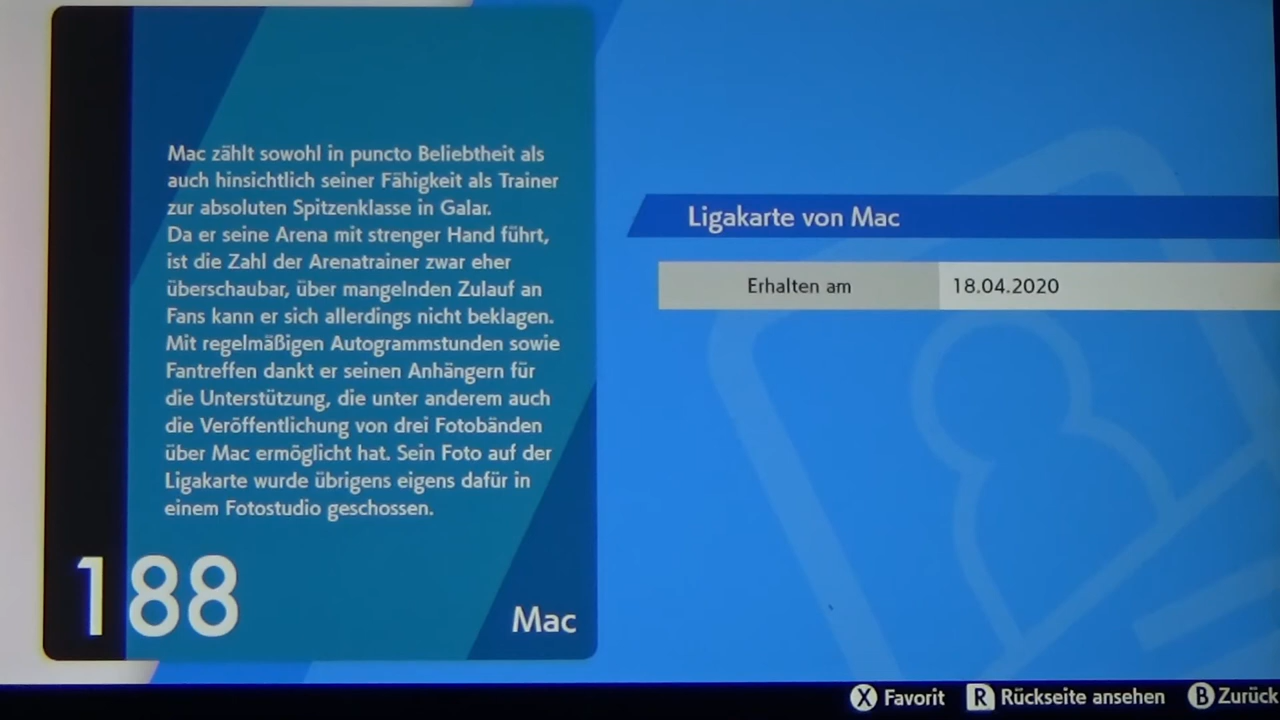 Mac zählt sowohl in puncto Beliebtheit als
auch hinsichtlich seiner Fähigkeit als Trainer
zur absoluten Spitzenklasse in Galar.
Da er seine Arena mit strenger Hand führt,
ist die Zahl der Arenatrainer zwar eher
überschaubar, über mangelnden Zulauf an
Fans kann er sich allerdings nicht beklagen.
Mit regelmäßigen Autogrammstunden sowie
Fantreffen dankt er seinen Anhängern für
die Unterstützung, die unter anderem auch
die Veröffentlichung von drei Fotobänden
über Mac ermöglicht hat. Sein Foto auf der
Ligakarte wurde übrigens eigens dafür in
einem Fotostudio geschossen.
188
Mac
Ligakarte von Mac
Erhalten am
18.04.2020
X Favorit
R Rückseite ansehen
B Zurück